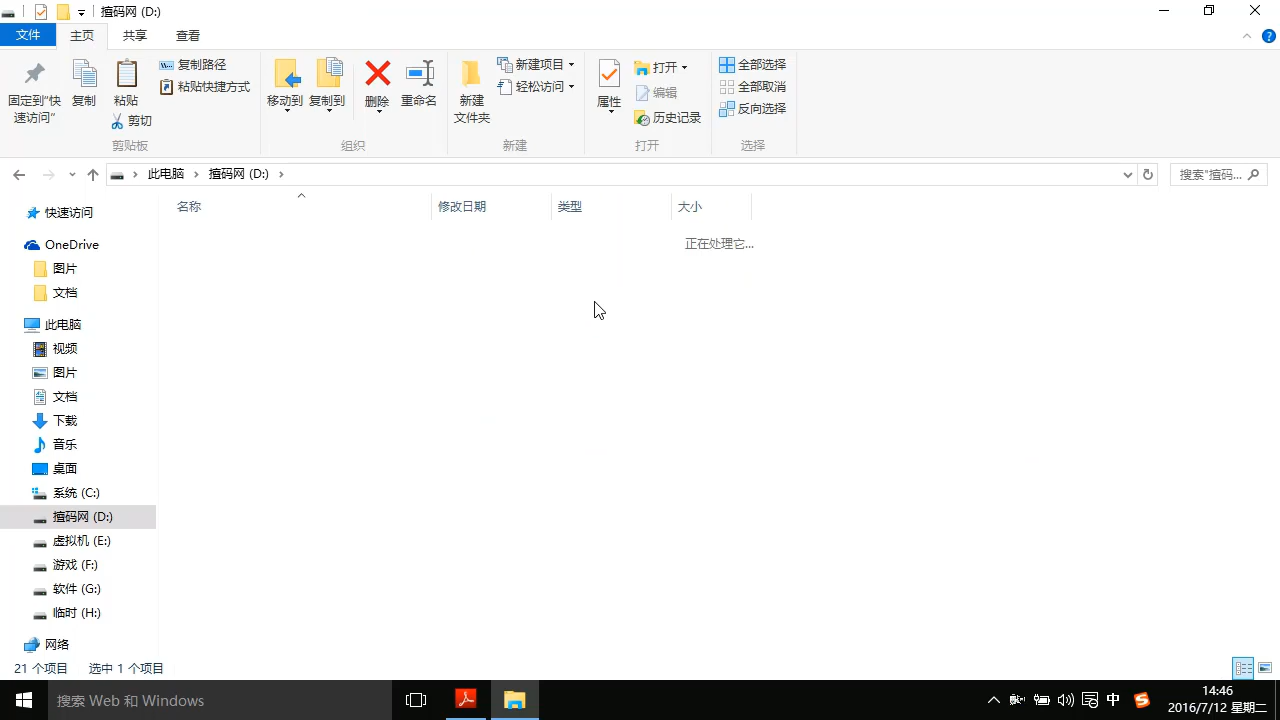 揎码网 (D:)
文件 主页 共享 查看
固定到“快速访问”
复制
粘贴
复制路径
粘贴快捷方式
剪切
剪贴板
移动到
复制到
删除
重命名
组织
新建文件夹
新建项目
轻松访问
新建
属性
打开
编辑
历史记录
打开
全部选择
全部取消
反向选择
选择
此电脑 揎码网 (D:)
搜索"揎码...
名称 修改日期 类型 大小
正在处理它...
快速访问
OneDrive
图片
文档
此电脑
视频
图片
文档
下载
音乐
桌面
系统 (C:)
揎码网 (D:)
虚拟机 (E:)
游戏 (F:)
软件 (G:)
临时 (H:)
网络
21 个项目 选中 1 个项目
搜索 Web 和 Windows
中
14:46
2016/7/12 星期二